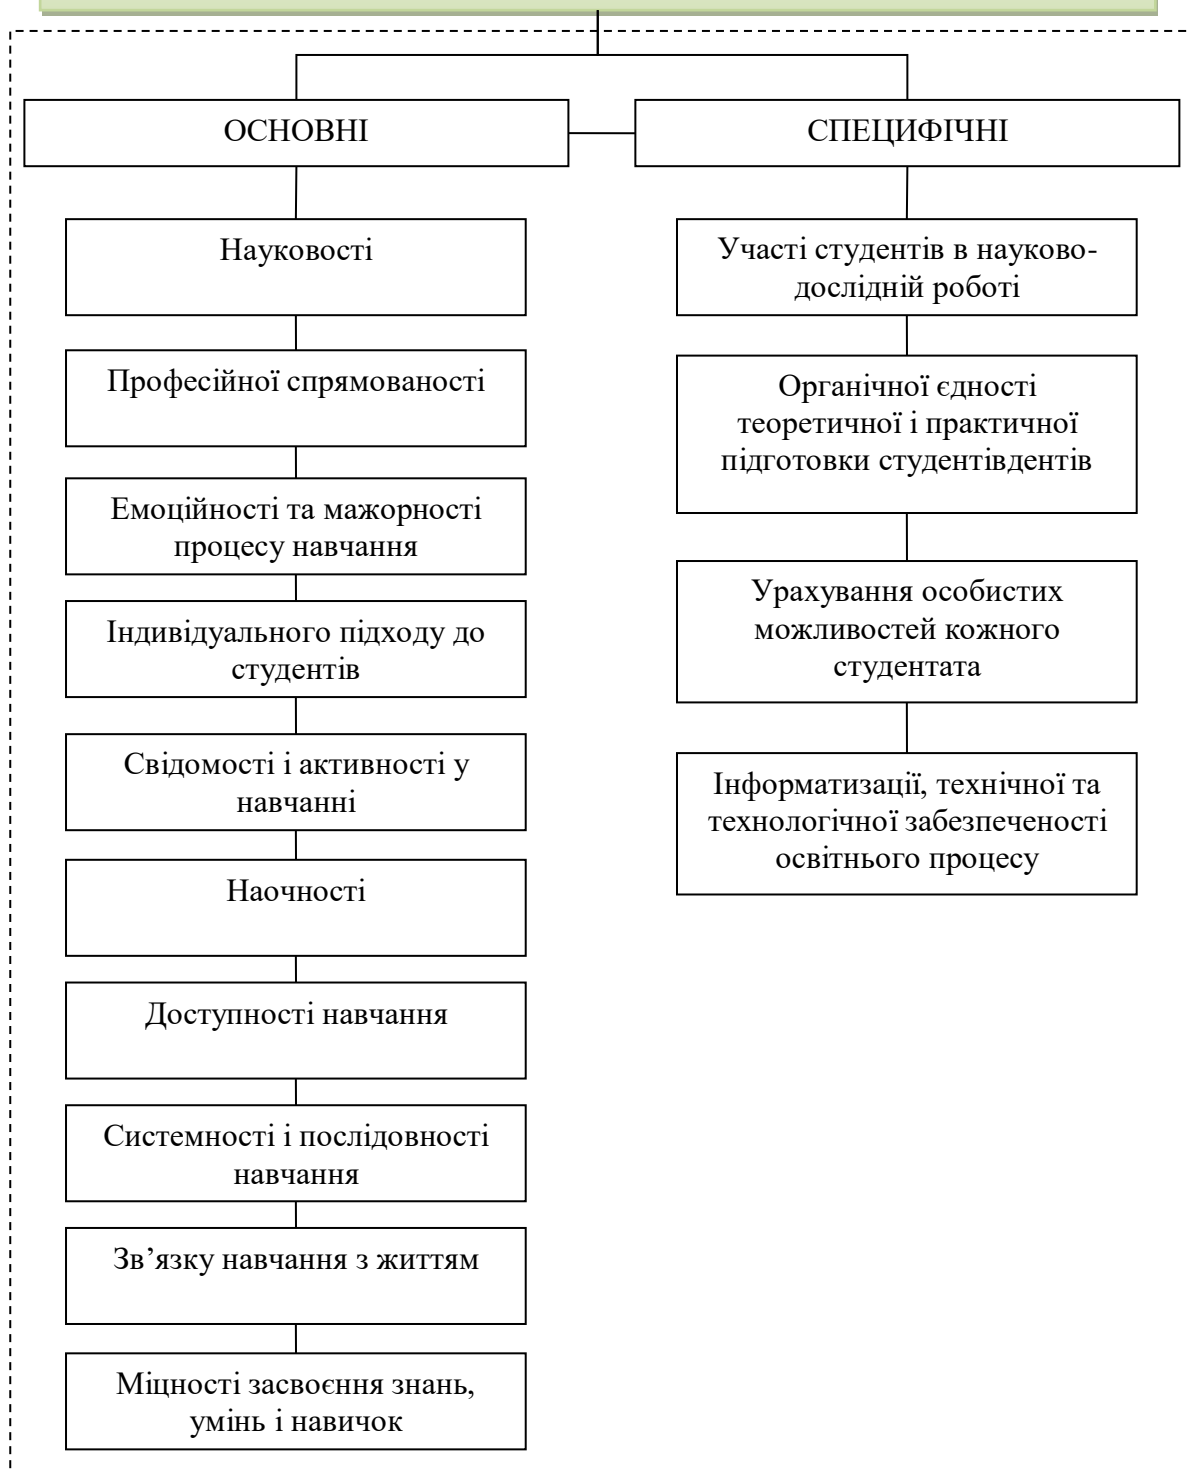 ОСНОВНІ
СПЕЦИФІЧНІ
Науковості
Професійної спрямованості
Емоційності та мажорності
процесу навчання
Індивідуального підходу до
студентів
Свідомості і активності у
навчанні
Наочності
Доступності навчання
Системності і послідовності
навчання
Зв’язку навчання з життям
Міцності засвоєння знань,
умінь і навичок
Участі студентів в науково-
дослідній роботі
Органічної єдності
теоретичної і практичної
підготовки студентівдентів
Урахування особистих
можливостей кожного
студентата
Інформатизації, технічної та
технологічної забезпеченості
освітнього процесу